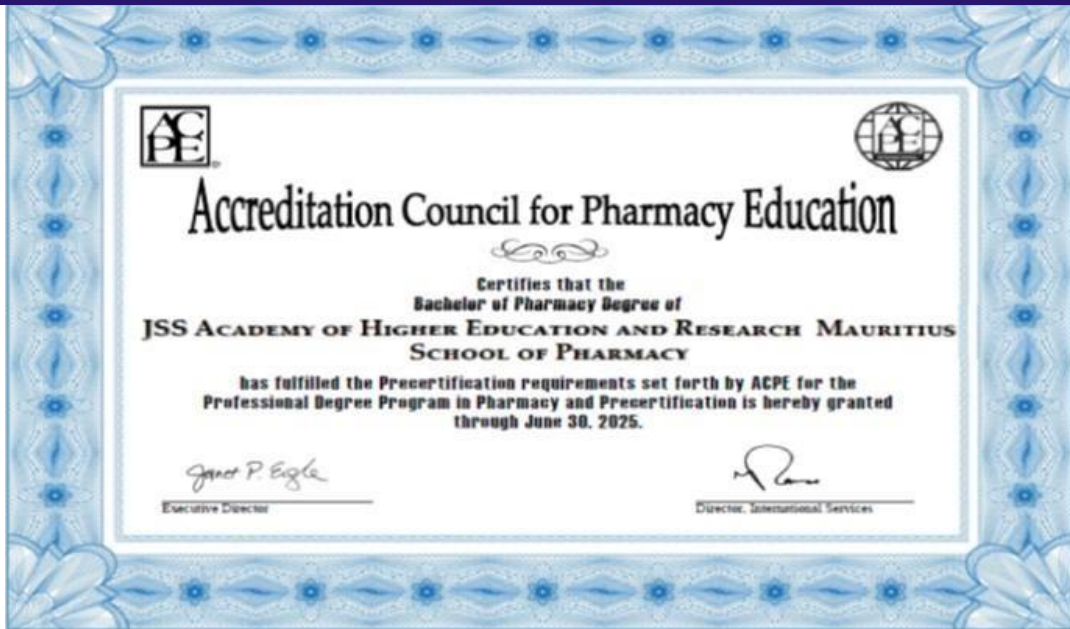 ACPE
ACPE
Accreditation Council for Pharmacy Education
Certifies that the
Bachelor of Pharmacy Degree of
JSS ACADEMY OF HIGHER EDUCATION AND RESEARCH MAURITIUS
SCHOOL OF PHARMACY
has fulfilled the Precertification requirements set forth by ACPE for the
Professional Degree Program in Pharmacy and Precertification is hereby granted
through June 30, 2025.
Janet P. Engle
Executive Director
Director, International Services